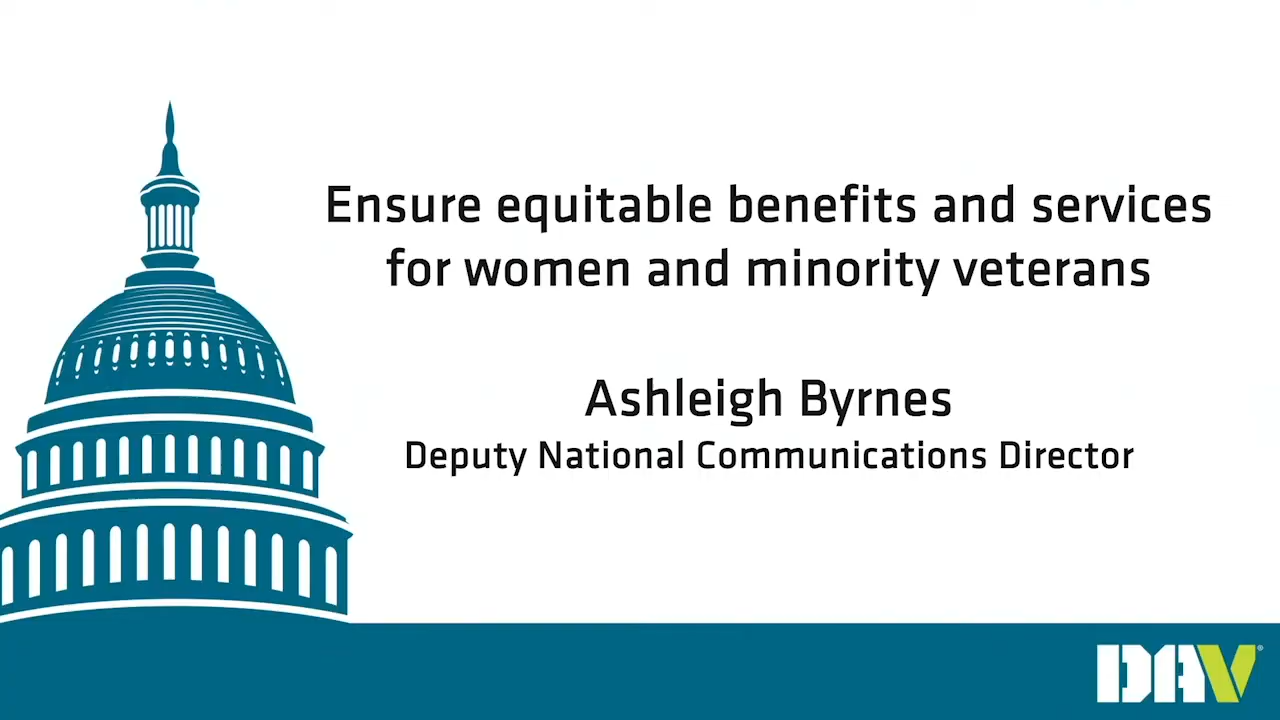 Ensure equitable benefits and services
for women and minority veterans
Ashleigh Byrnes
Deputy National Communications Director
DAV®